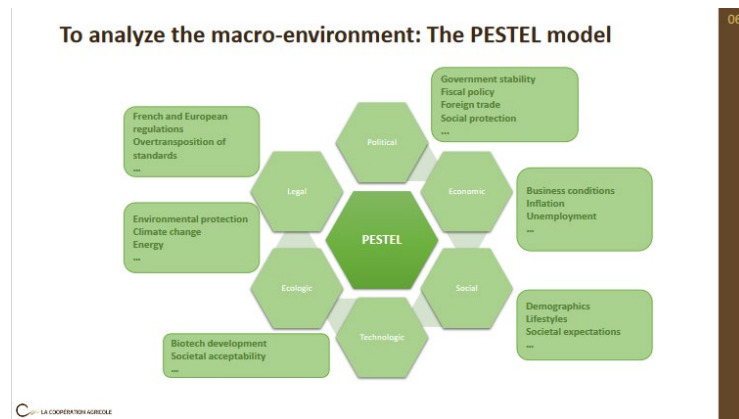 06
To analyze the macro-environment: The PESTEL model
Government stability
Fiscal policy
Foreign trade
Social protection
...
French and European
regulations
Overtransposition of
standards
...
Political
Legal
Economic
Business conditions
Inflation
Unemployment
...
Environmental protection
Climate change
Energy
...
PESTEL
Ecologic
Social
Demographics
Lifestyles
Societal expectations
...
Technologic
Biotech development
Societal acceptability
...
LA COOPÉRATION AGRICOLE